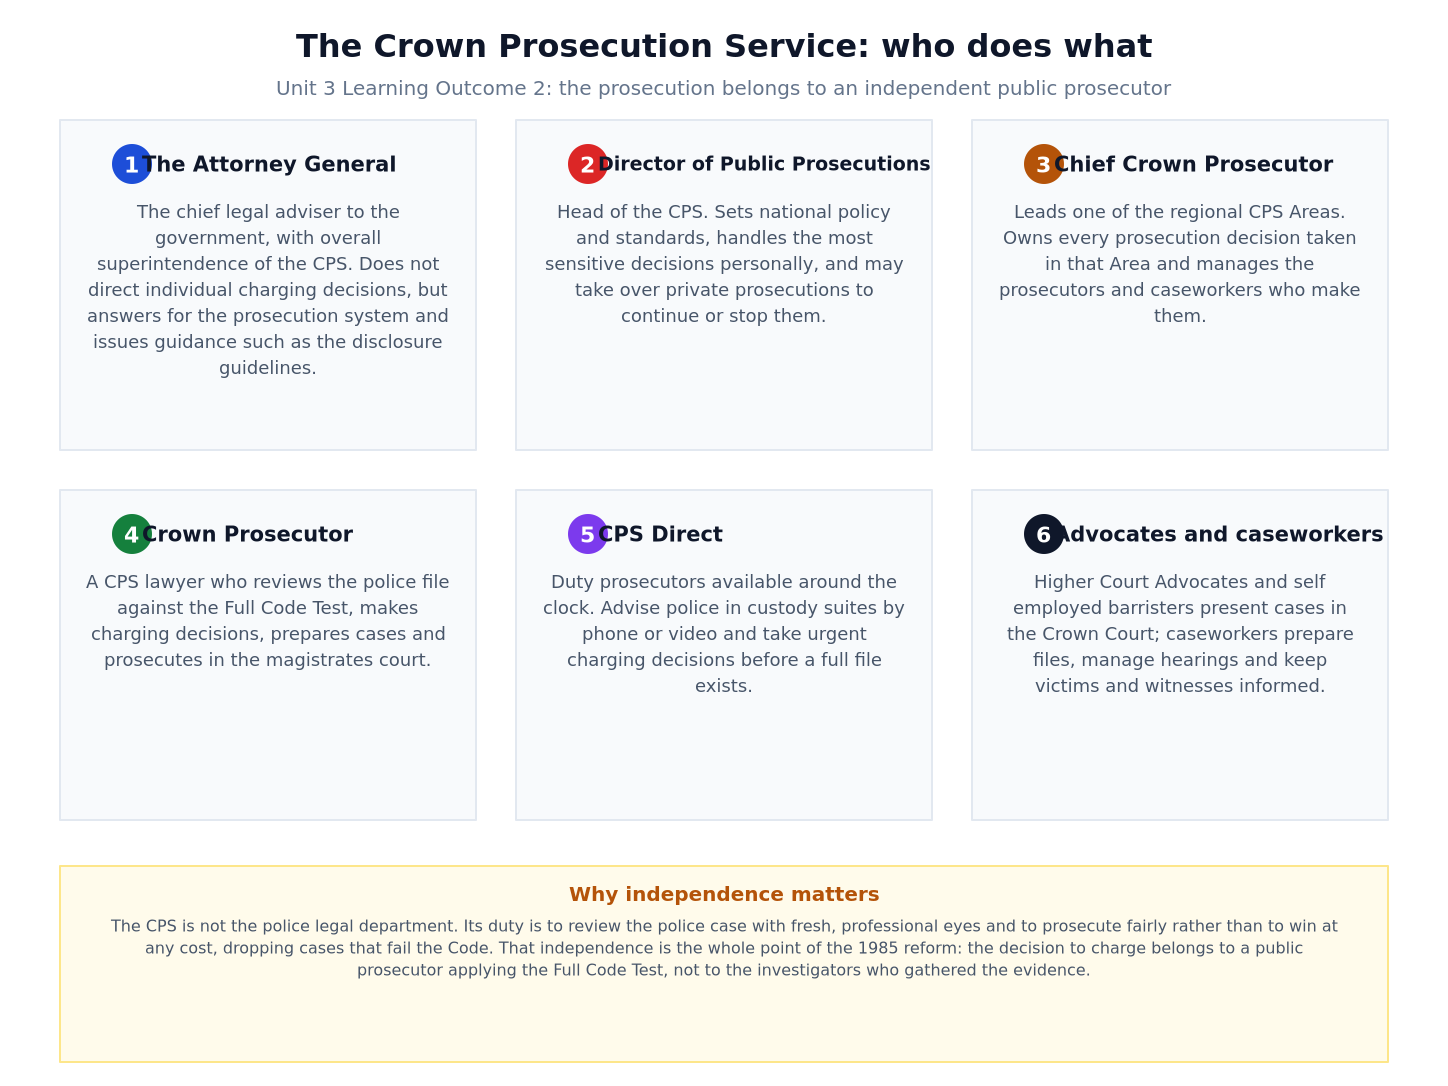 The Crown Prosecution Service: who does what
Unit 3 Learning Outcome 2: the prosecution belongs to an independent public prosecutor
1 The Attorney General
The chief legal adviser to the
government, with overall
superintendence of the CPS. Does not
direct individual charging decisions, but
answers for the prosecution system and
issues guidance such as the disclosure
guidelines.
2 Director of Public Prosecutions
Head of the CPS. Sets national policy
and standards, handles the most
sensitive decisions personally, and may
take over private prosecutions to
continue or stop them.
3 Chief Crown Prosecutor
Leads one of the regional CPS Areas.
Owns every prosecution decision taken
in that Area and manages the
prosecutors and caseworkers who make
them.
4 Crown Prosecutor
A CPS lawyer who reviews the police file
against the Full Code Test, makes
charging decisions, prepares cases and
prosecutes in the magistrates court.
5 CPS Direct
Duty prosecutors available around the
clock. Advise police in custody suites by
phone or video and take urgent
charging decisions before a full file
exists.
6 Advocates and caseworkers
Higher Court Advocates and self
employed barristers present cases in
the Crown Court; caseworkers prepare
files, manage hearings and keep
victims and witnesses informed.
Why independence matters
The CPS is not the police legal department. Its duty is to review the police case with fresh, professional eyes and to prosecute fairly rather than to win at
any cost, dropping cases that fail the Code. That independence is the whole point of the 1985 reform: the decision to charge belongs to a public
prosecutor applying the Full Code Test, not to the investigators who gathered the evidence.